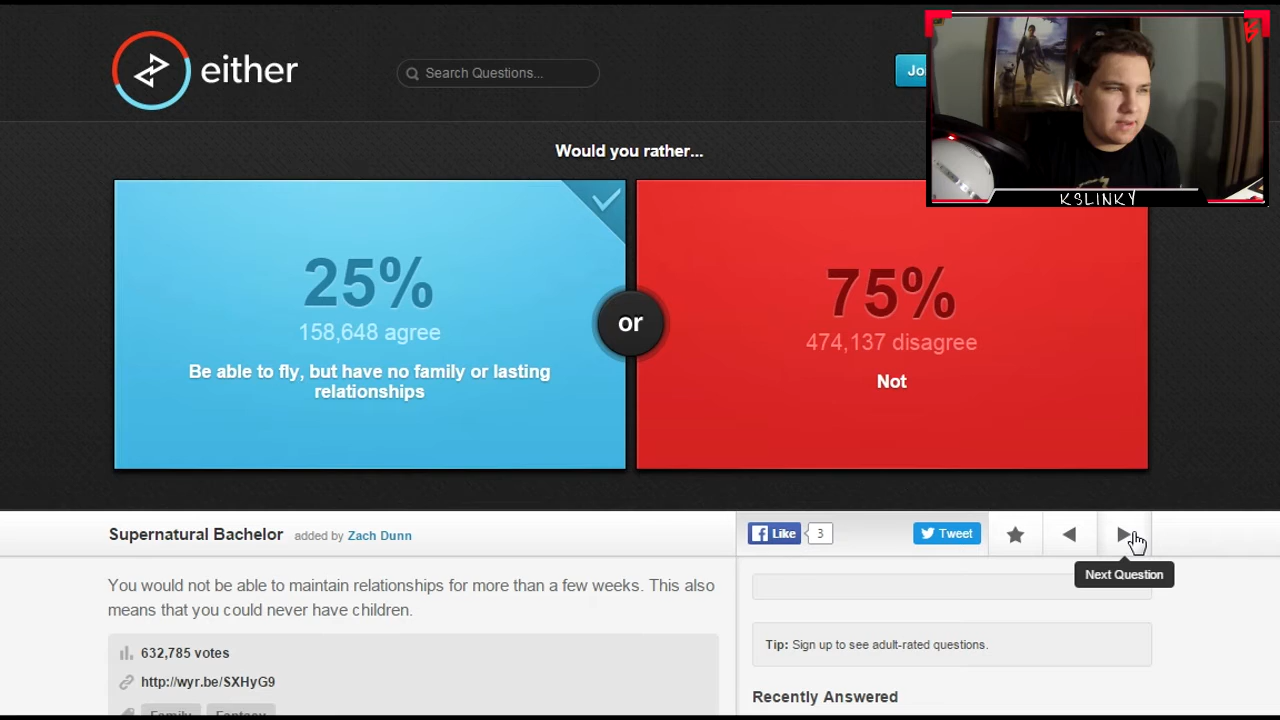 either
Search Questions...
Joi
KSLINKY
Would you rather...
25%
158,648 agree
Be able to fly, but have no family or lasting
relationships
or
75%
474,137 disagree
Not
Supernatural Bachelor added by Zach Dunn
Like 3
Tweet
Next Question
You would not be able to maintain relationships for more than a few weeks. This also
means that you could never have children.
632,785 votes
http://wyr.be/SXHyG9
Family Fantasy
Tip: Sign up to see adult-rated questions.
Recently Answered